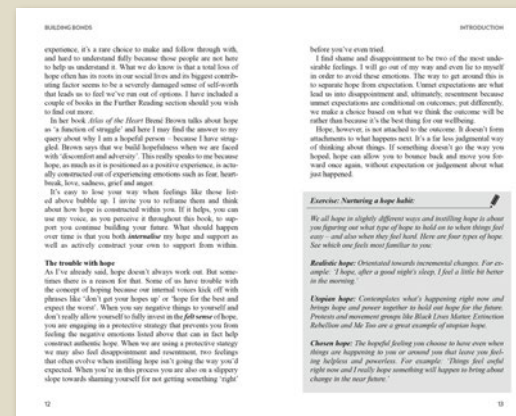 BUILDING BONDS
experience, it's a rare choice to make and follow through with,
and hard to understand fully because those people are not here
to help us understand it. What we do know is that a total loss of
hope often has its roots in our social lives and its biggest contrib-
uting factor seems to be a severely damaged sense of self-worth
that leads us to feel we've run out of options. I have included a
couple of books in the Further Reading section should you wish
to find out more.
In her book Atlas of the Heart Brené Brown talks about hope
as 'a function of struggle' and here I may find the answer to my
query about why I am a hopeful person – because I have strug-
gled. Brown says that we build hopefulness when we are faced
with 'discomfort and adversity'. This really speaks to me because
hope, as much as it is positioned as a positive experience, is actu-
ally constructed out of experiencing emotions such as fear, heart-
break, love, sadness, grief and anger.
It's easy to lose your way when feelings like those list-
ed above bubble up. I invite you to reframe them and think
about how hope is constructed within you. If it helps, you can
use my voice, as you perceive it throughout this book, to sup-
port you continue building your future. What should happen
over time is that you both internalise my hope and support as
well as actively construct your own to support from within.
The trouble with hope
As I've already said, hope doesn't always work out. But some-
times there is a reason for that. Some of us have trouble with
the concept of hoping because our internal voices kick off with
phrases like 'don't get your hopes up' or 'hope for the best and
expect the worst'. When you say negative things to yourself and
don't really allow yourself to fully invest in the felt sense of hope,
you are engaging in a protective strategy that prevents you from
feeling the negative emotions listed above that can in fact help
construct authentic hope. When we are using a protective strategy
we may also feel disappointment and resentment, two feelings
that often evolve when instilling hope isn't going the way you'd
expected. When you're in this process you are also on a slippery
slope towards shaming yourself for not getting something 'right'
12
INTRODUCTION
before you've even tried.
I find shame and disappointment to be two of the most unde-
sirable feelings. I will go out of my way and even lie to myself
in order to avoid these emotions. The way to get around this is
to separate hope from expectation. Unmet expectations are what
lead us into disappointment and, ultimately, resentment because
unmet expectations are conditional on outcomes; put differently,
we make a choice based on what we think the outcome will be
rather than because it's the best thing for our wellbeing.
Hope, however, is not attached to the outcome. It doesn't form
attachments to what happens next. It's a far less judgmental way
of thinking about things. If something doesn't go the way you
hoped, hope can allow you to bounce back and move you for-
ward once again, without expectation or judgement about what
just happened.
Exercise: Nurturing a hope habit:
We all hope in slightly different ways and instilling hope is about
you figuring out what type of hope to hold on to when things feel
easy – and also when they feel hard. Here are four types of hope.
See which one feels most familiar to you:
Realistic hope: Orientated towards incremental changes. For ex-
ample: 'I hope, after a good night's sleep, I feel a little bit better
in the morning.'
Utopian hope: Contemplates what's happening right now and
brings hope and power together to hold out hope for the future.
Protests and movement groups like Black Lives Matter, Extinction
Rebellion and Me Too are a great example of utopian hope.
Chosen hope: The hopeful feeling you choose to have even when
things are happening to you or around you that leave you feel-
ing helpless and powerless. For example: 'Things feel awful
right now and I really hope something will happen to bring about
change in the near future.'
13